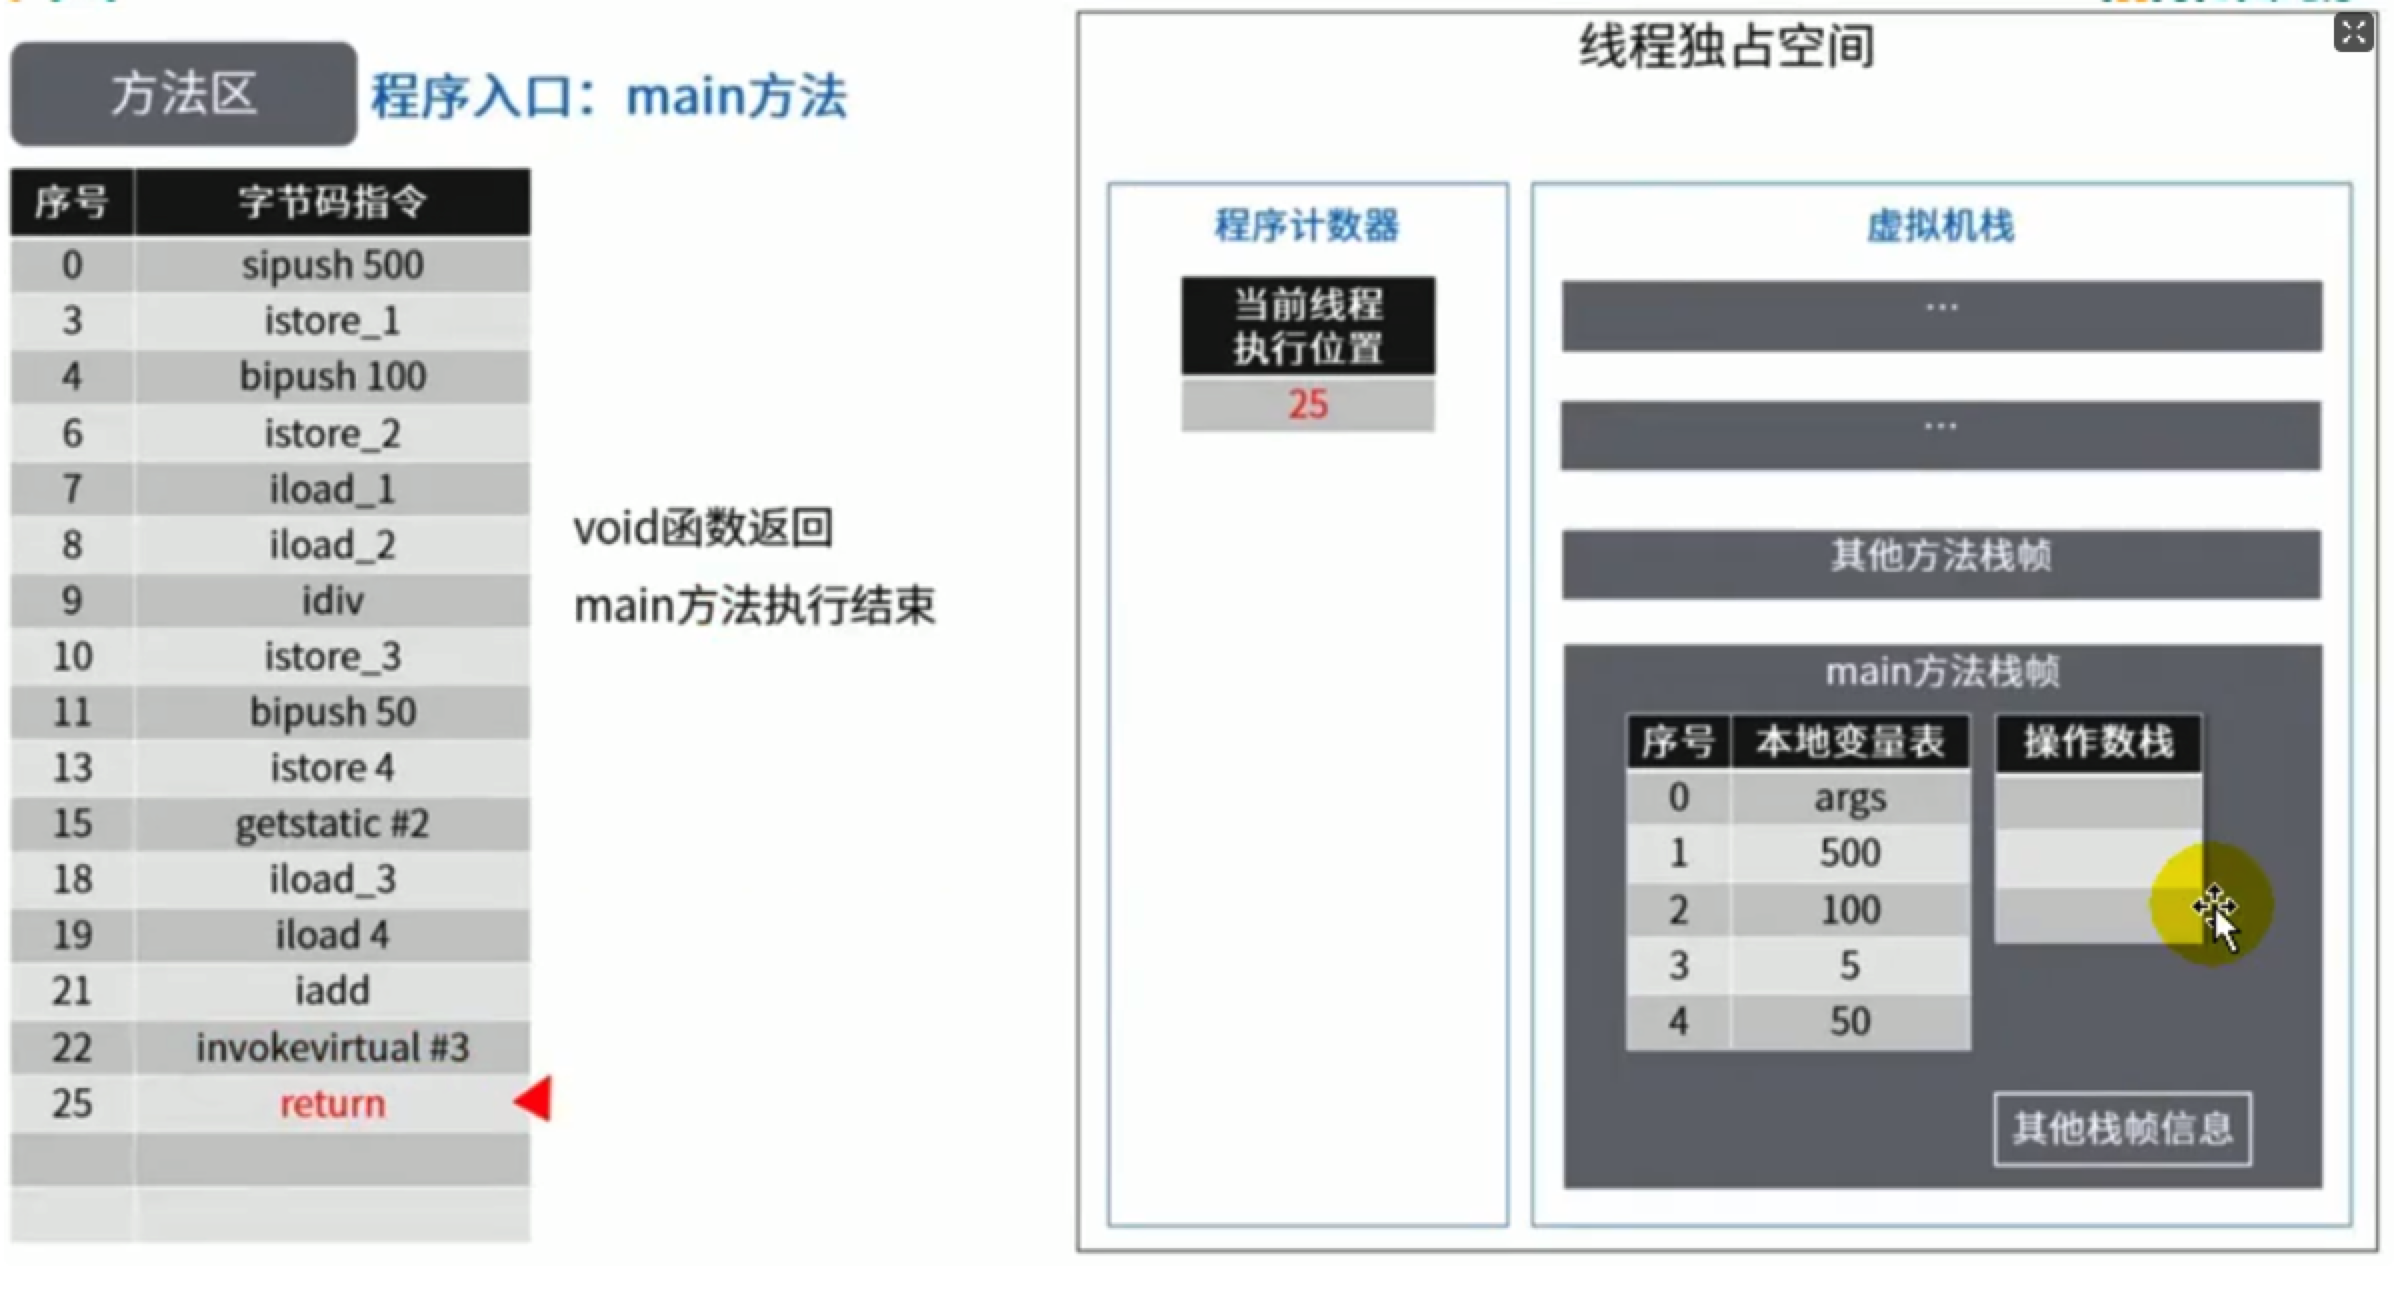 方法区
程序入口：main方法
序号 字节码指令
0 sipush 500
3 istore_1
4 bipush 100
6 istore_2
7 iload_1
8 iload_2
9 idiv
10 istore_3
11 bipush 50
13 istore 4
15 getstatic #2
18 iload_3
19 iload 4
21 iadd
22 invokevirtual #3
25 return
void函数返回
main方法执行结束
线程独占空间
程序计数器
当前线程
执行位置
25
虚拟机栈
...
...
其他方法栈帧
main方法栈帧
序号 本地变量表
0 args
1 500
2 100
3 5
4 50
操作数栈
其他栈帧信息